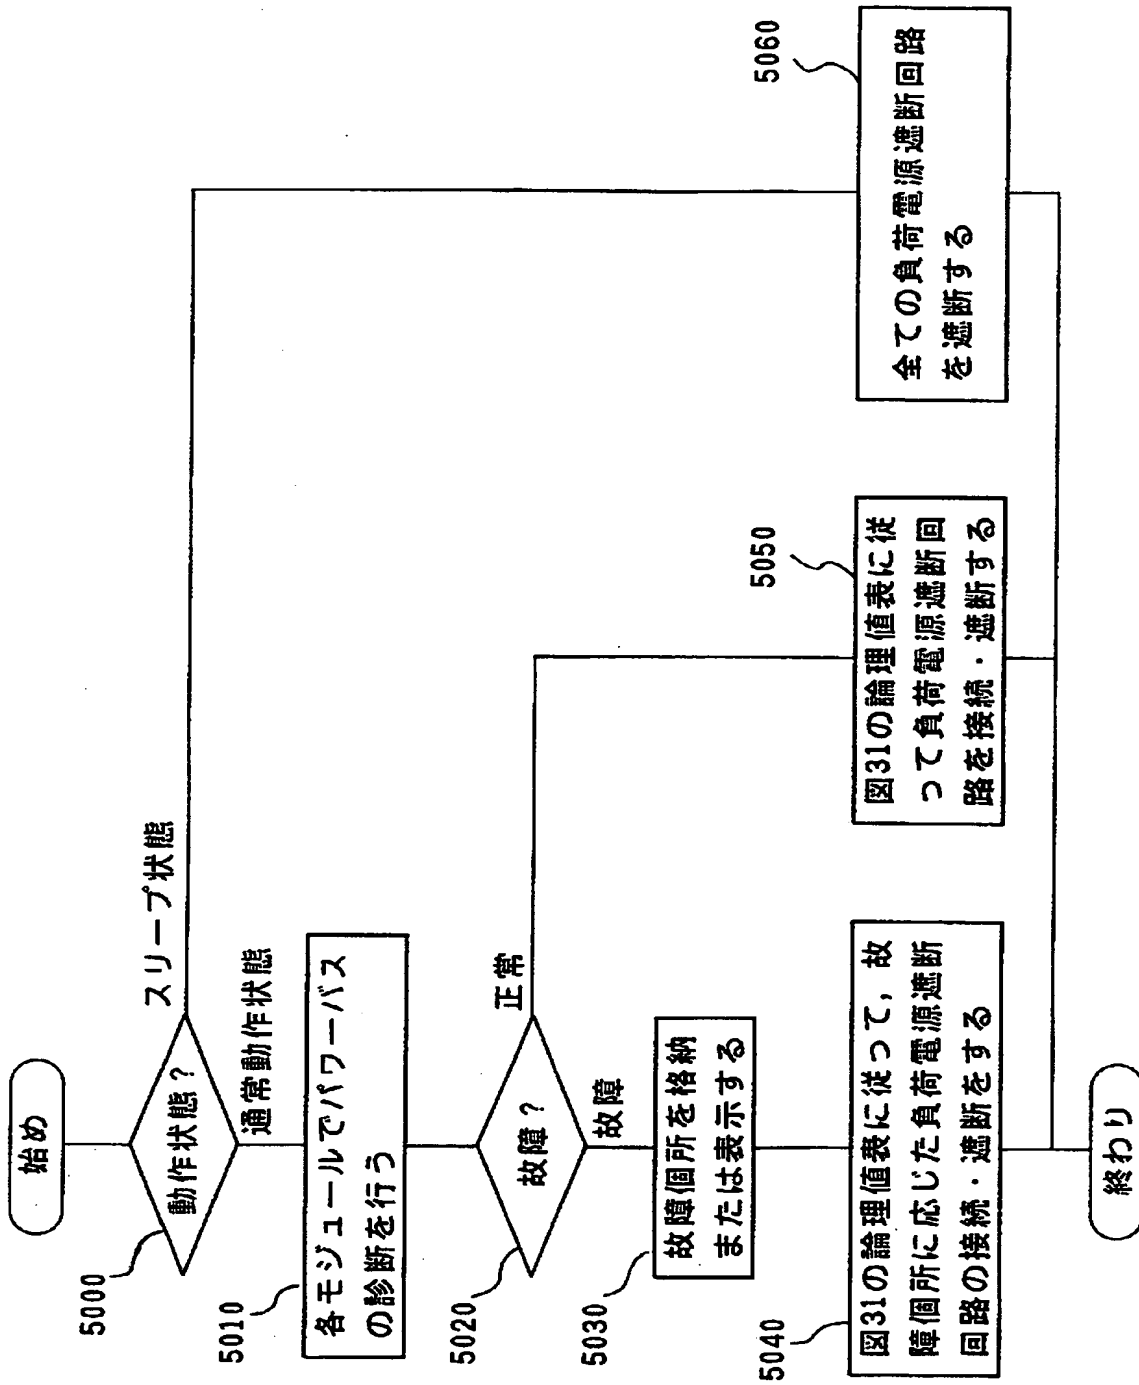 始め
5000
動作状態?
スリープ状態
通常動作状態
5010
各モジュールでパワーバス
の診断を行う
5020
故障?
正常
故障
5030
故障個所を格納
または表示する
5040
図31の論理値表に従って,故
障個所に応じた負荷電源遮断
回路の接続・遮断をする
5050
図31の論理値表に従
って負荷電源遮断回
路を接続・遮断する
5060
全ての負荷電源遮断回路
を遮断する
終わり